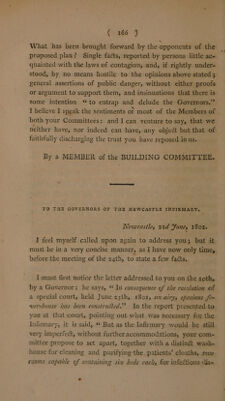 ( 166 )
What has been brought forward by the opponents of the
proposed plan? Single facts, reported by persons little ac-
quainted with the laws of contagion, and, if rightly under-
stood, by no means hostile to the opinions above stated;
general assertions of public danger, without either proofs
or argument to support them, and insinuations that there is
some intention "to entrap and delude the Governors."
I believe I speak the sentiments of most of the Members of
both your Committees: and I can venture to say, that we
neither have, nor indeed can have, any object but that of
faithfully discharging the trust you have reposed in us.
By a MEMBER of the BUILDING COMMITTEE.
TO THE GOVERNORS OF THE NEWCASTLE INFIRMARY.
Newcastle, 22d June, 1802.
I feel myself called upon again to address you; but it
must be in a very concise manner, as I have now only time,
before the meeting of the 24th, to state a few facts.
I must first notice the letter addressed to you on the 20th,
by a Governor: he says, "In consequence of the resolution of
a special court, held June 25th, 1801, an airy, spacious
warehouse has been constructed." In the report presented to
you at that court, pointing out what was necessary for the
Infirmary, it is said, "But as the Infirmary would be still
very imperfect, without further accommodations, your com-
mittee propose to set apart, together with a distinct wash-
house for cleaning and purifying the patients' cloaths, two
rooms capable of containing six beds each, for infectious dis-